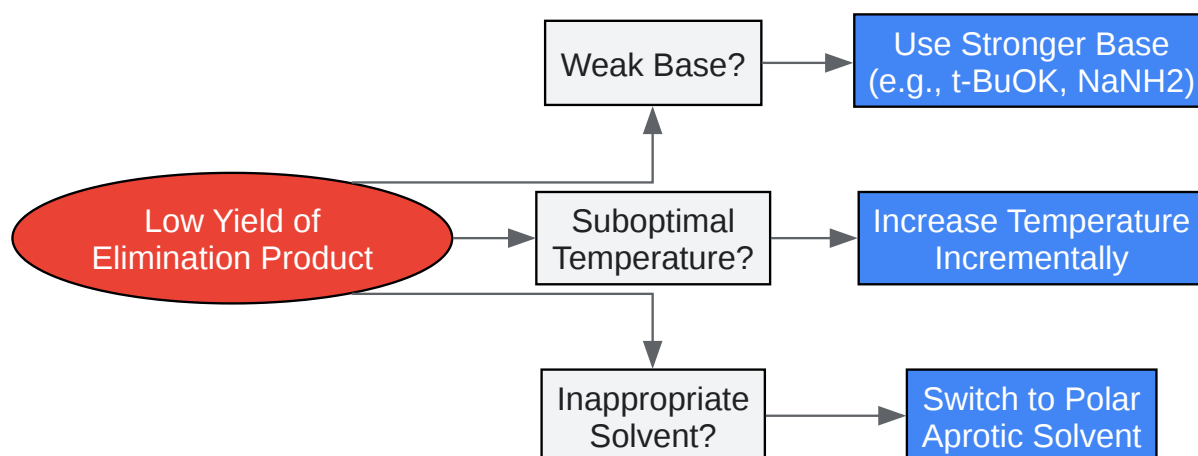 Weak Base?
Use Stronger Base
(e.g., t-BuOK, NaNH2)
Low Yield of
Elimination Product
Suboptimal
Temperature?
Increase Temperature
Incrementally
Inappropriate
Solvent?
Switch to Polar
Aprotic Solvent